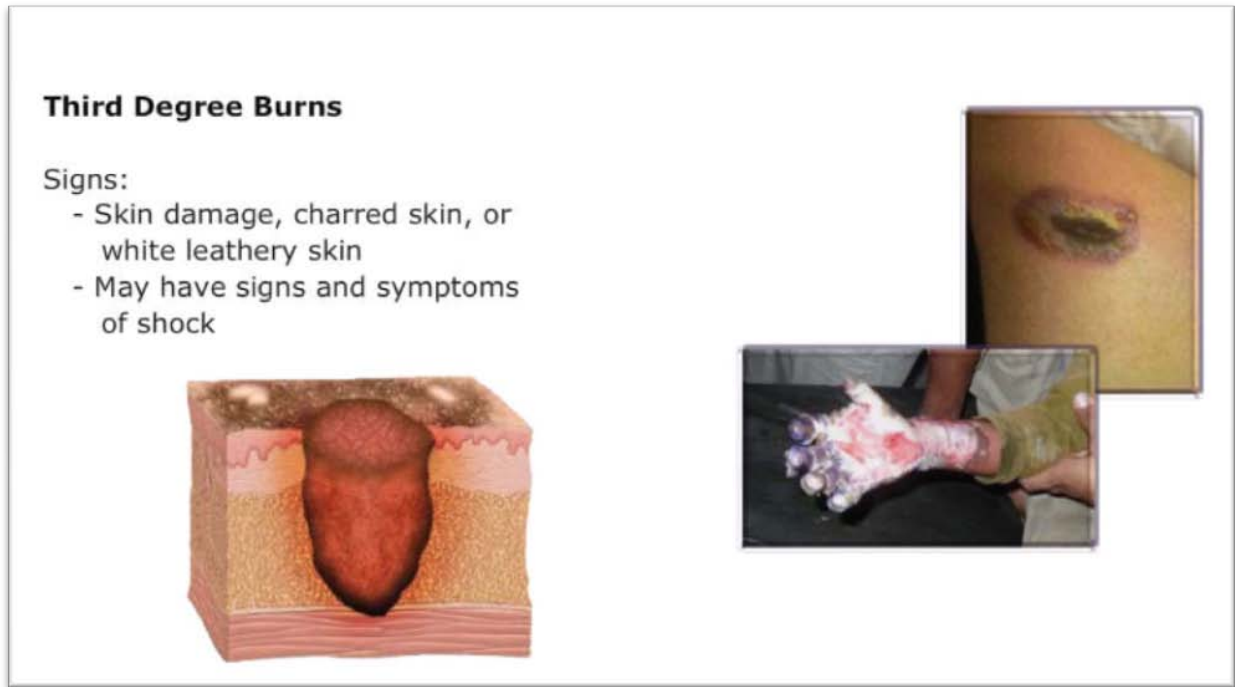 Third Degree Burns
Signs:
- Skin damage, charred skin, or
white leathery skin
- May have signs and symptoms
of shock